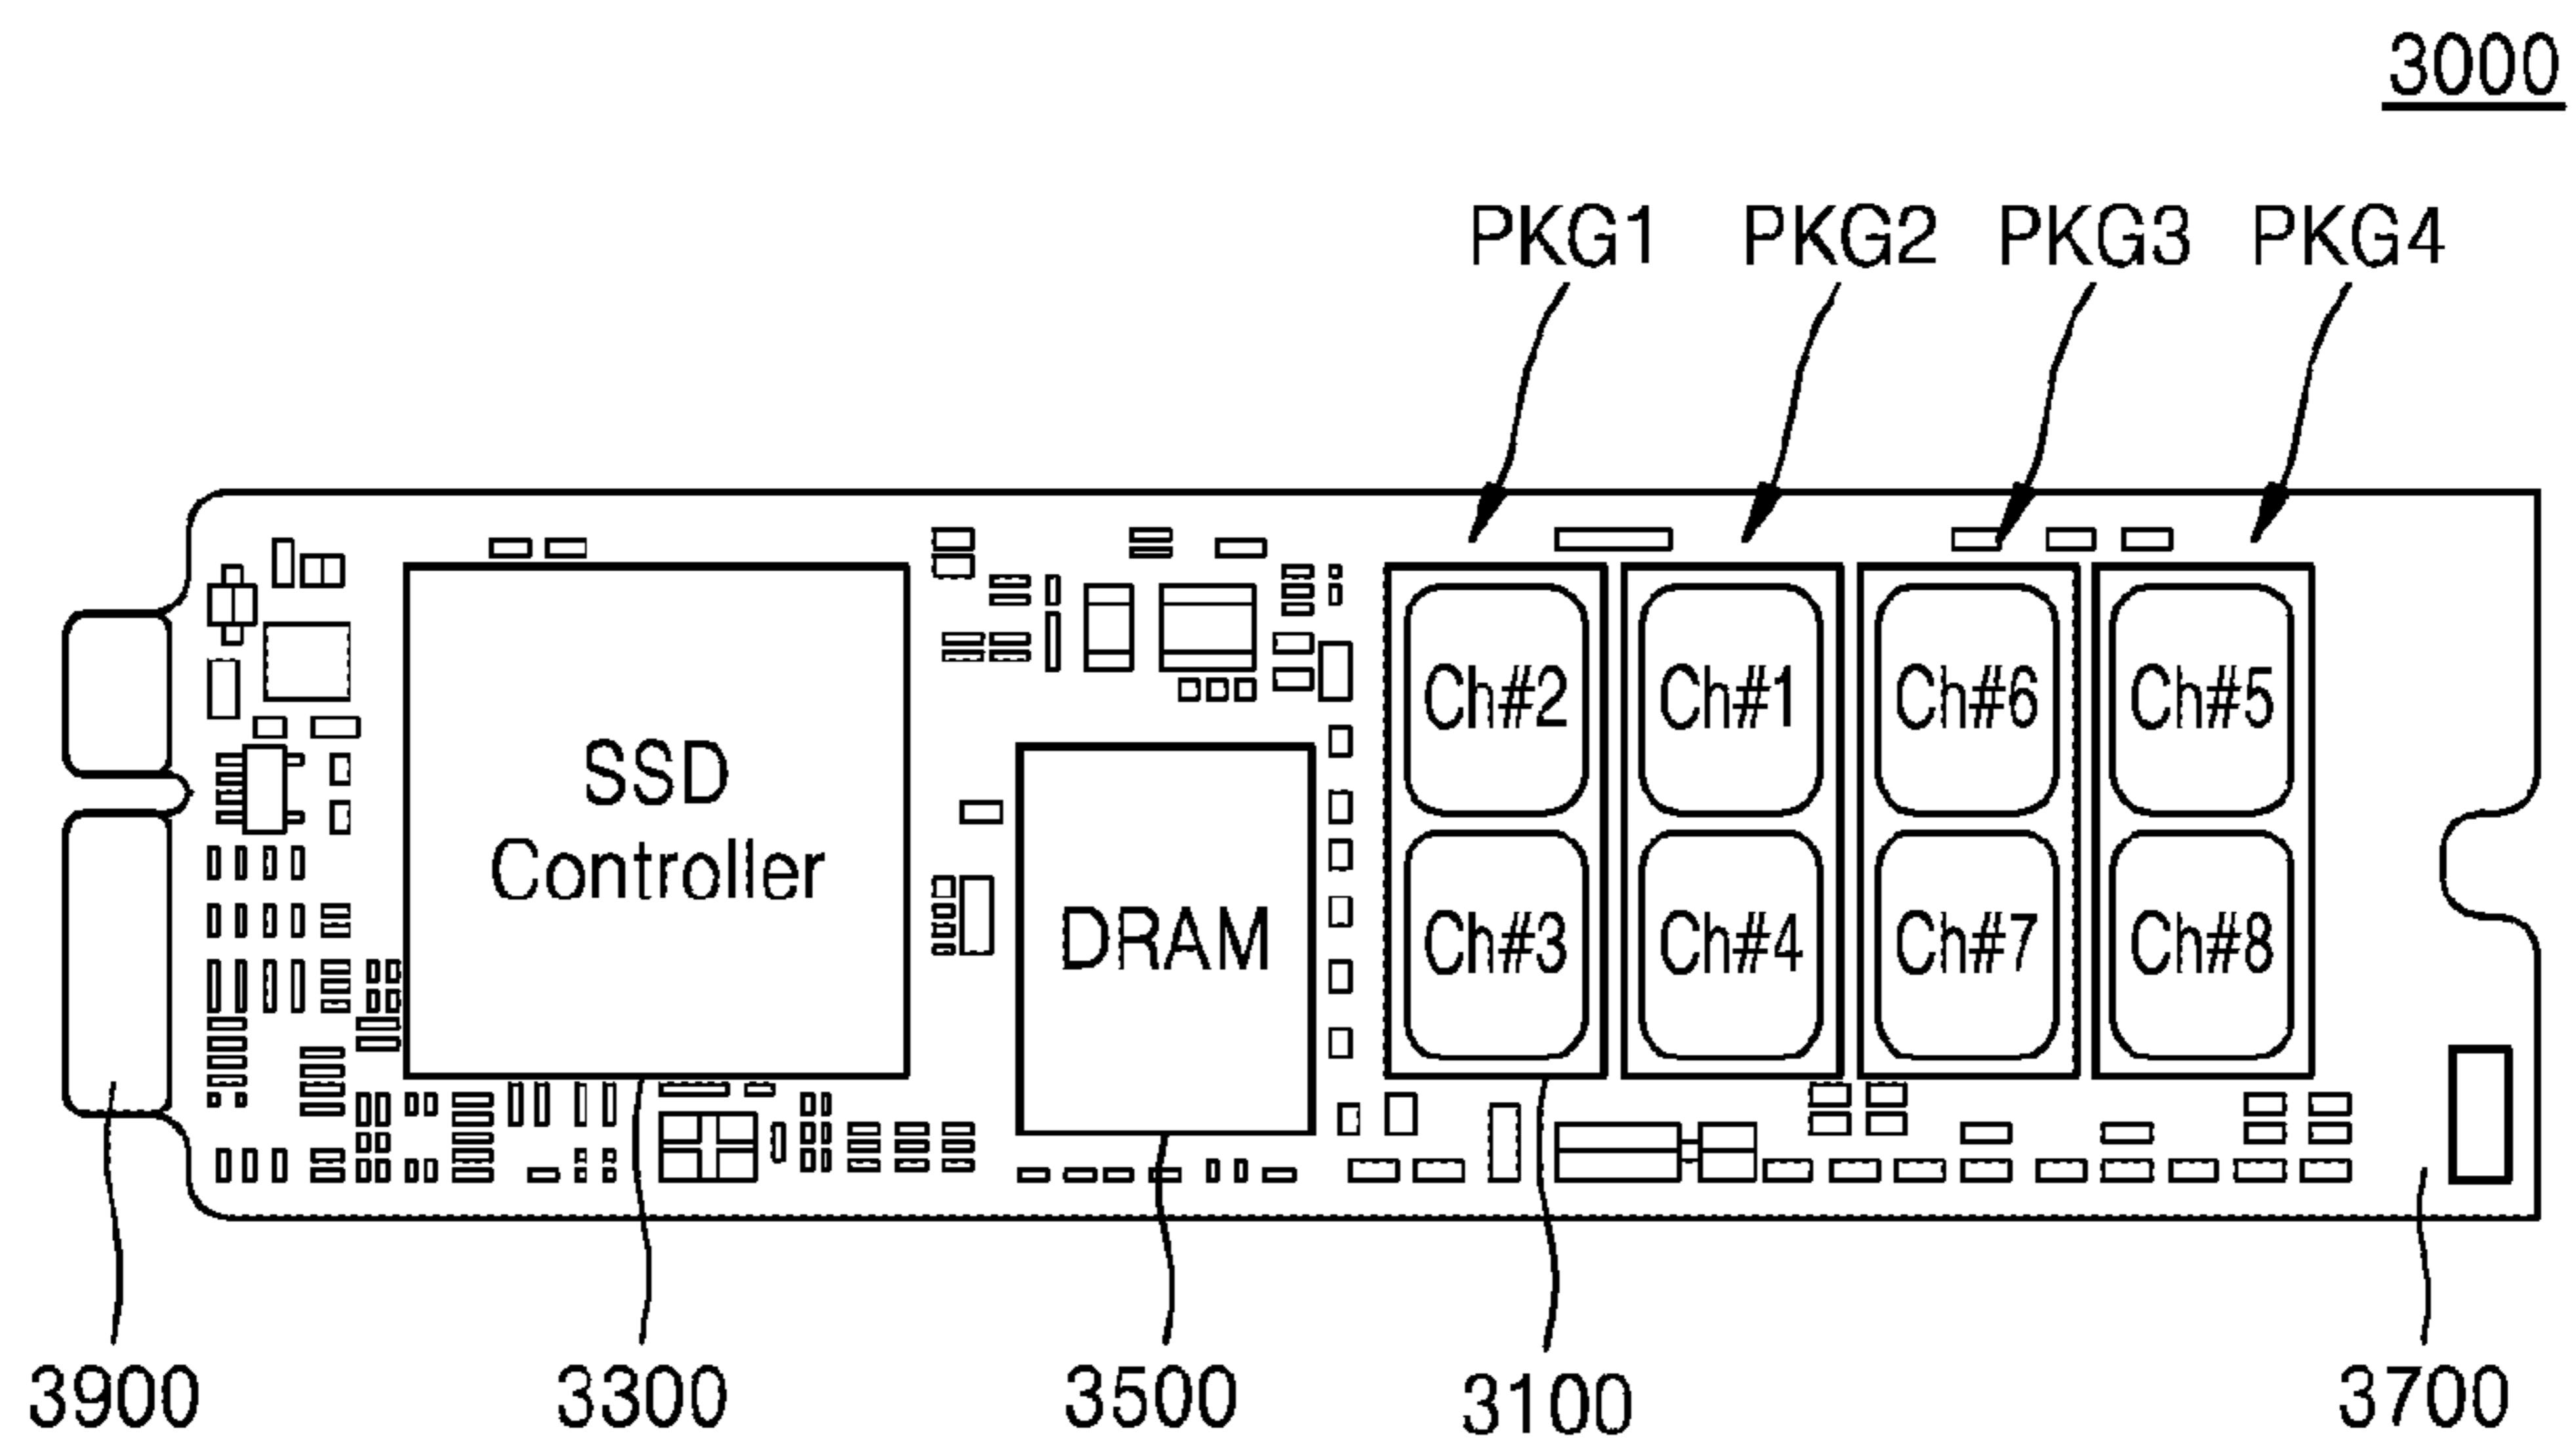 3000
PKG1 PKG2 PKG3 PKG4
SSD
Controller
DRAM
Ch#2 Ch#1 Ch#6 Ch#5
Ch#3 Ch#4 Ch#7 Ch#8
3900 3300 3500 3100 3700